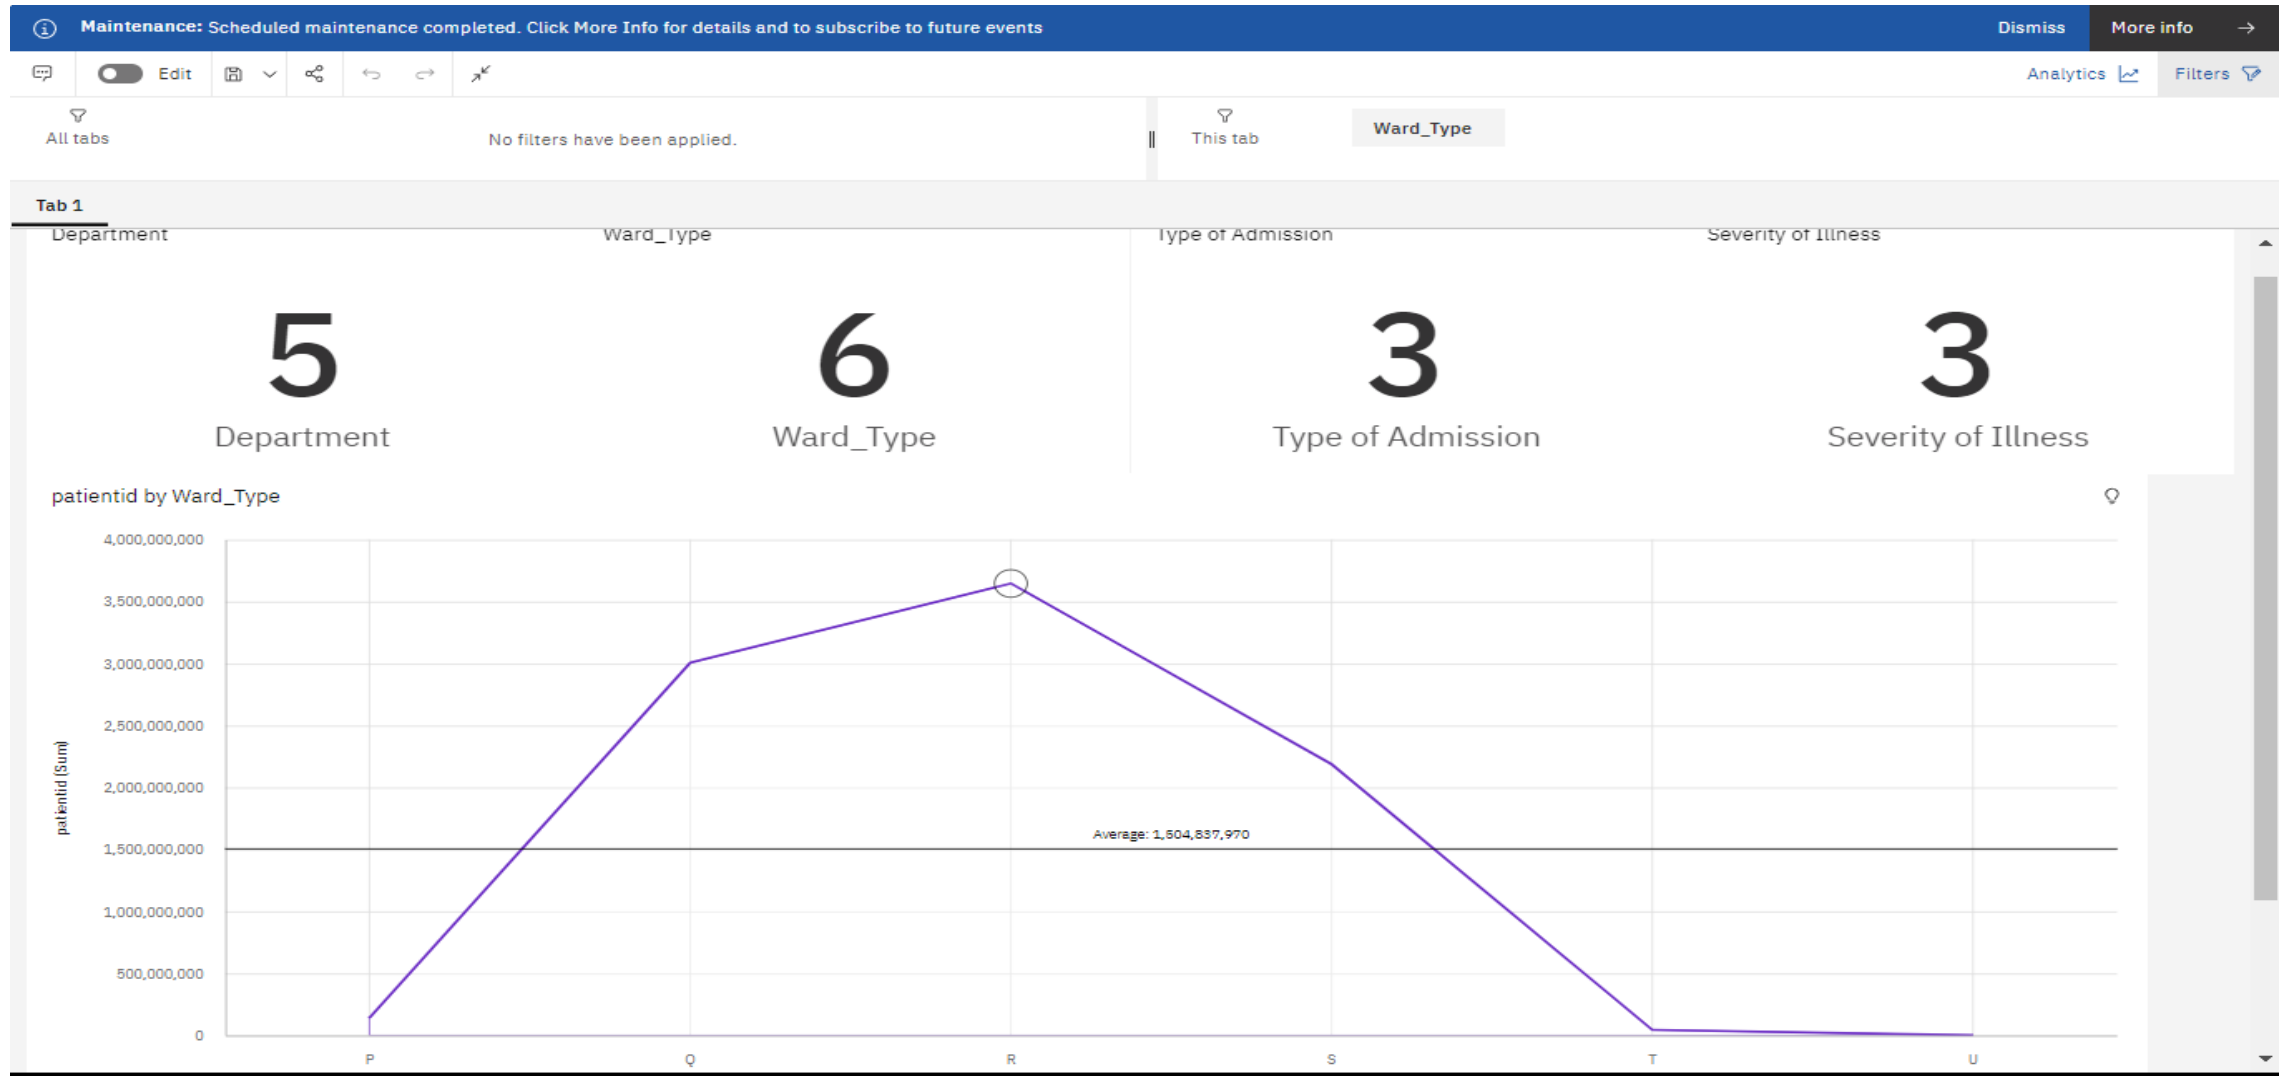 Maintenance: Scheduled maintenance completed. Click More Info for details and to subscribe to future events
Dismiss
More info
Edit
Analytics
Filters
All tabs
No filters have been applied.
This tab
Ward_Type
Tab 1
Department
Ward_Type
Type of Admission
Severity of Illness
5
6
3
3
Department
Ward_Type
Type of Admission
Severity of Illness
patientid by Ward_Type
4,000,000,000
3,500,000,000
3,000,000,000
2,500,000,000
2,000,000,000
1,500,000,000
1,000,000,000
500,000,000
0
patientid (Sum)
Average: 1,504,837,970
P
Q
R
S
T
U